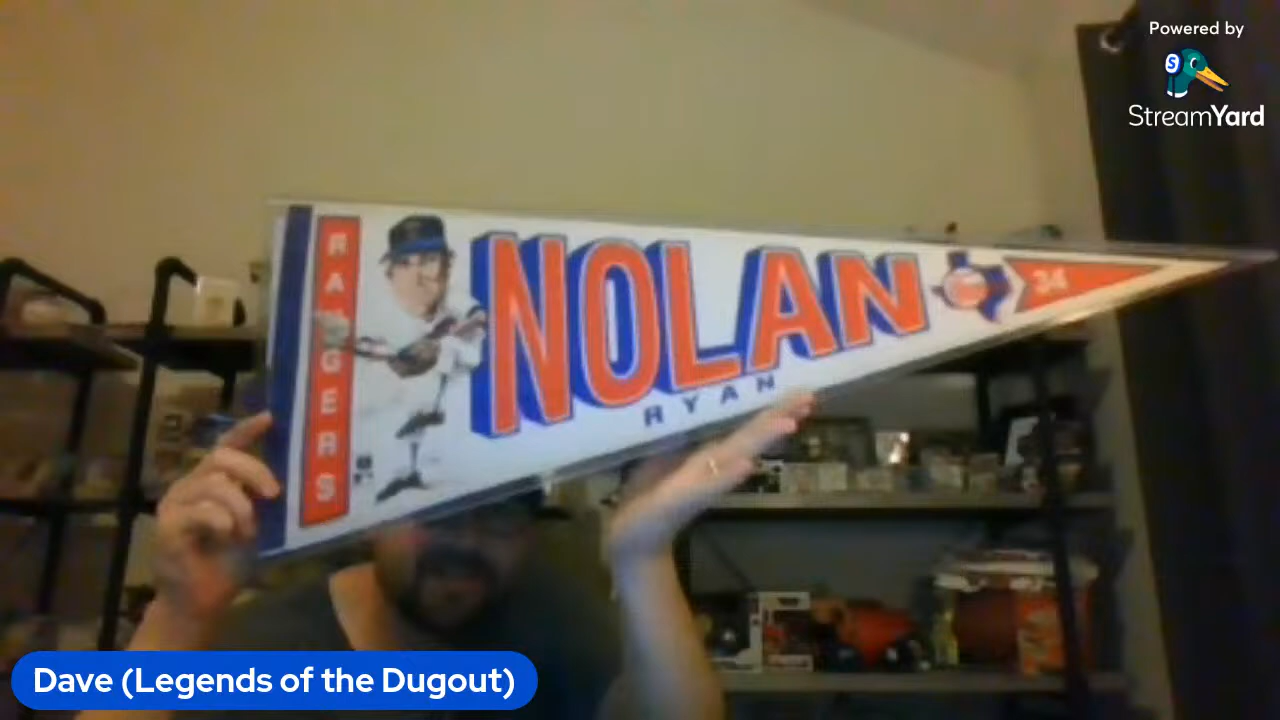 Powered by
StreamYard
RANGERS
NOLAN
RYAN
34
Dave (Legends of the Dugout)